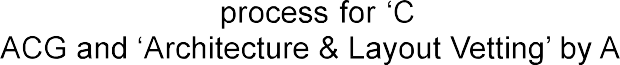 process for ‘C
ACG and ‘Architecture & Layout Vetting’ by A